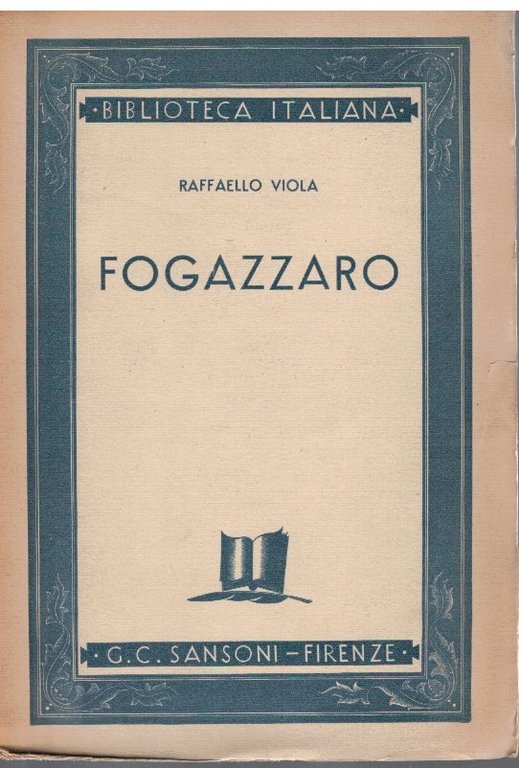 · BIBLIOTECA ITALIANA ·
RAFFAELLO VIOLA
FOGAZZARO
· G. C. SANSONI – FIRENZE ·